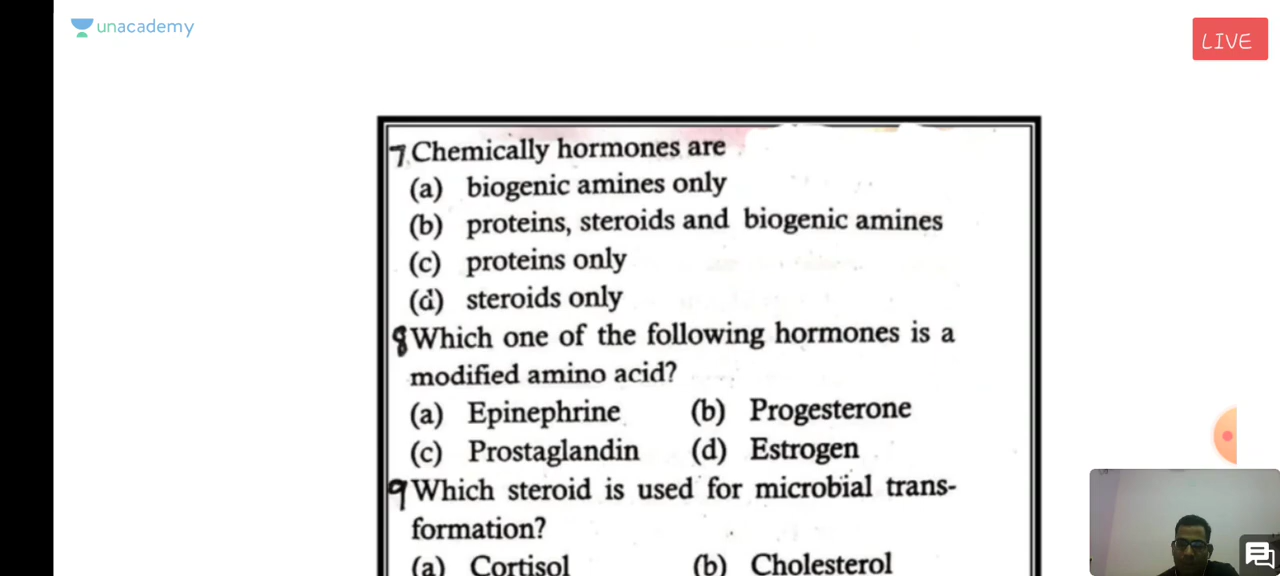 unacademy
LIVE
7 Chemically hormones are
(a) biogenic amines only
(b) proteins, steroids and biogenic amines
(c) proteins only
(d) steroids only
8 Which one of the following hormones is a
modified amino acid?
(a) Epinephrine (b) Progesterone
(c) Prostaglandin (d) Estrogen
9 Which steroid is used for microbial trans-
formation?
(a) Cortisol (b) Cholesterol